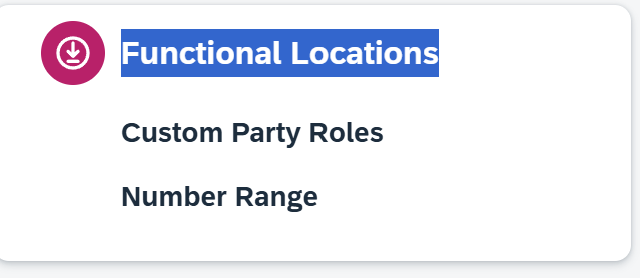 Functional Locations
Custom Party Roles
Number Range